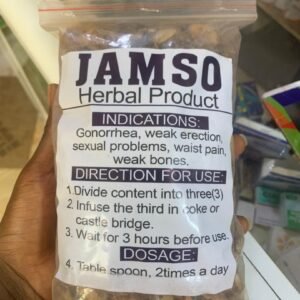 JAMSO
Herbal Product
INDICATIONS:
Gonorrhea, weak erection,
sexual problems, waist pain,
weak bones.
DIRECTION FOR USE:
1.Divide content into three(3)
2. Infuse the third in coke or
castle bridge.
3. Wait for 3 hours before use.
DOSAGE:
4. Table spoon, 2times a day